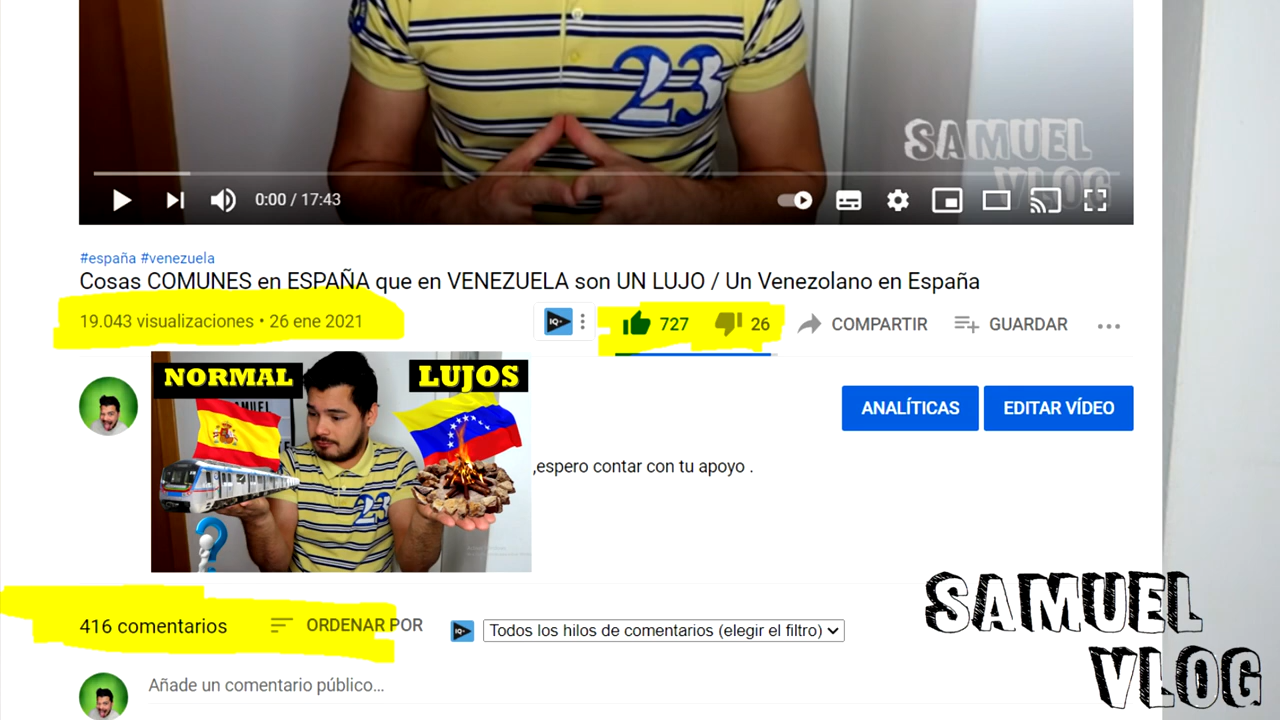 23
SAMUEL
VLOG
0:00 / 17:43
#españa #venezuela
Cosas COMUNES en ESPAÑA que en VENEZUELA son UN LUJO / Un Venezolano en España
19.043 visualizaciones • 26 ene 2021
IQ
727
26
COMPARTIR
GUARDAR
NORMAL
LUJOS
23
ANALÍTICAS
EDITAR VÍDEO
,espero contar con tu apoyo .
416 comentarios
ORDENAR POR
Todos los hilos de comentarios (elegir el filtro)
Añade un comentario público...
SAMUEL
VLOG